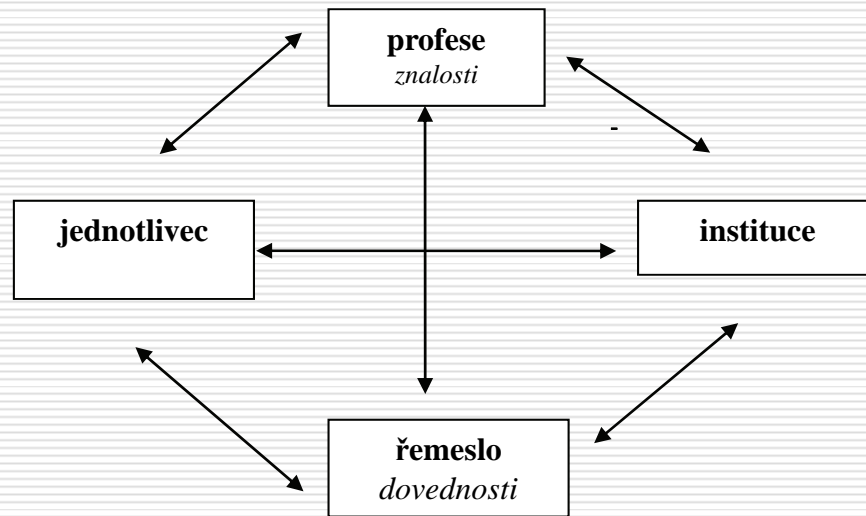 profese
znalosti
-
jednotlivec
instituce
řemeslo
dovednosti